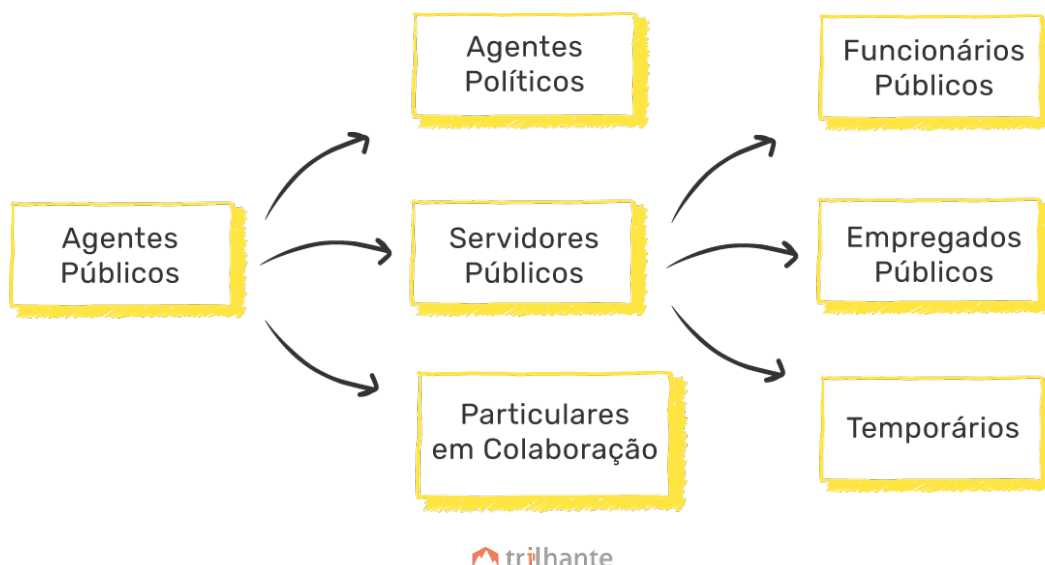 Agentes
Políticos
Funcionários
Públicos
Agentes
Públicos
Servidores
Públicos
Empregados
Públicos
Particulares
em Colaboração
Temporários
trilhante